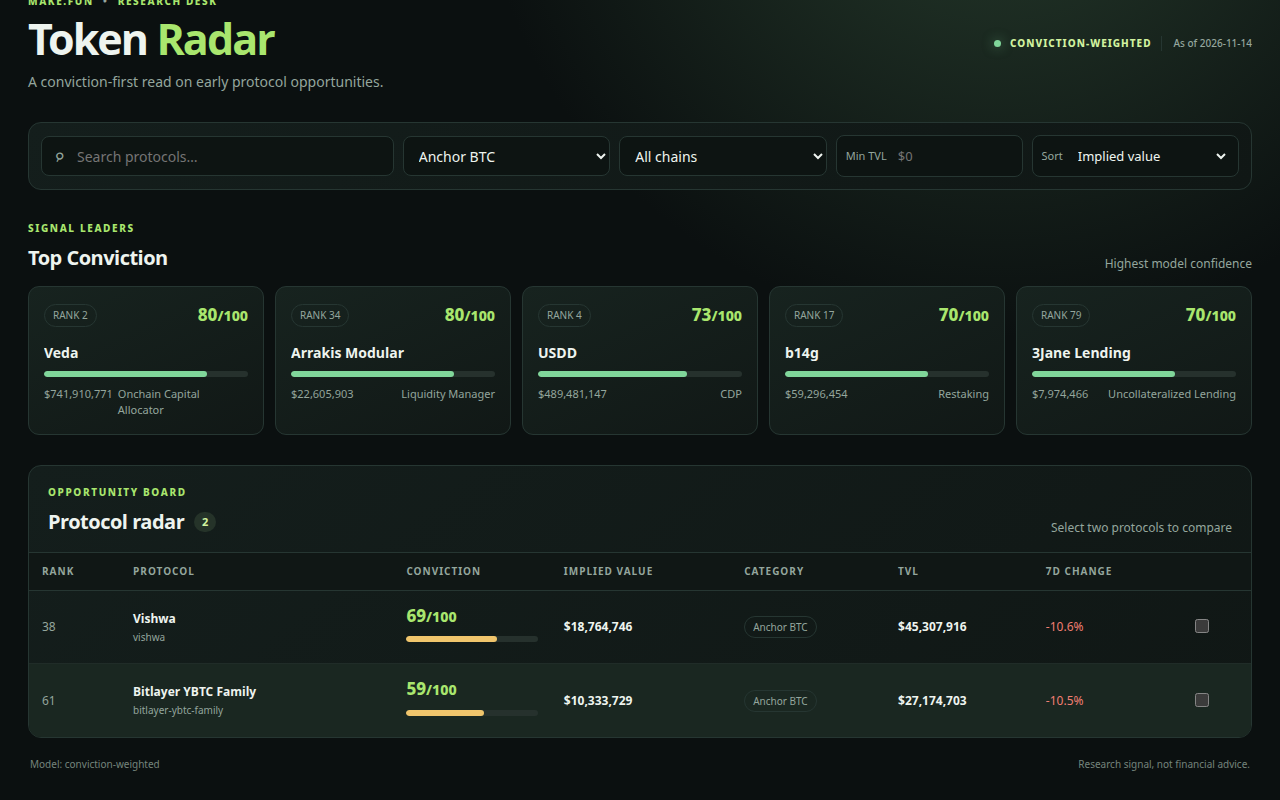 MAKE.FUN • RESEARCH DESK
Token Radar
CONVICTION-WEIGHTED As of 2026-11-14
A conviction-first read on early protocol opportunities.
Search protocols... Anchor BTC All chains Min TVL $0 Sort Implied value
SIGNAL LEADERS
Top Conviction
Highest model confidence
RANK 2 80/100
Veda
$741,910,771 Onchain Capital
Allocator
RANK 34 80/100
Arrakis Modular
$22,605,903 Liquidity Manager
RANK 4 73/100
USDD
$489,481,147 CDP
RANK 17 70/100
b14g
$59,296,454 Restaking
RANK 79 70/100
3Jane Lending
$7,974,466 Uncollateralized Lending
OPPORTUNITY BOARD
Protocol radar 2
Select two protocols to compare
RANK PROTOCOL CONVICTION IMPLIED VALUE CATEGORY TVL 7D CHANGE
38 Vishwa 69/100 $18,764,746 Anchor BTC $45,307,916 -10.6%
vishwa
61 Bitlayer YBTC Family 59/100 $10,333,729 Anchor BTC $27,174,703 -10.5%
bitlayer-ybtc-family
Model: conviction-weighted
Research signal, not financial advice.